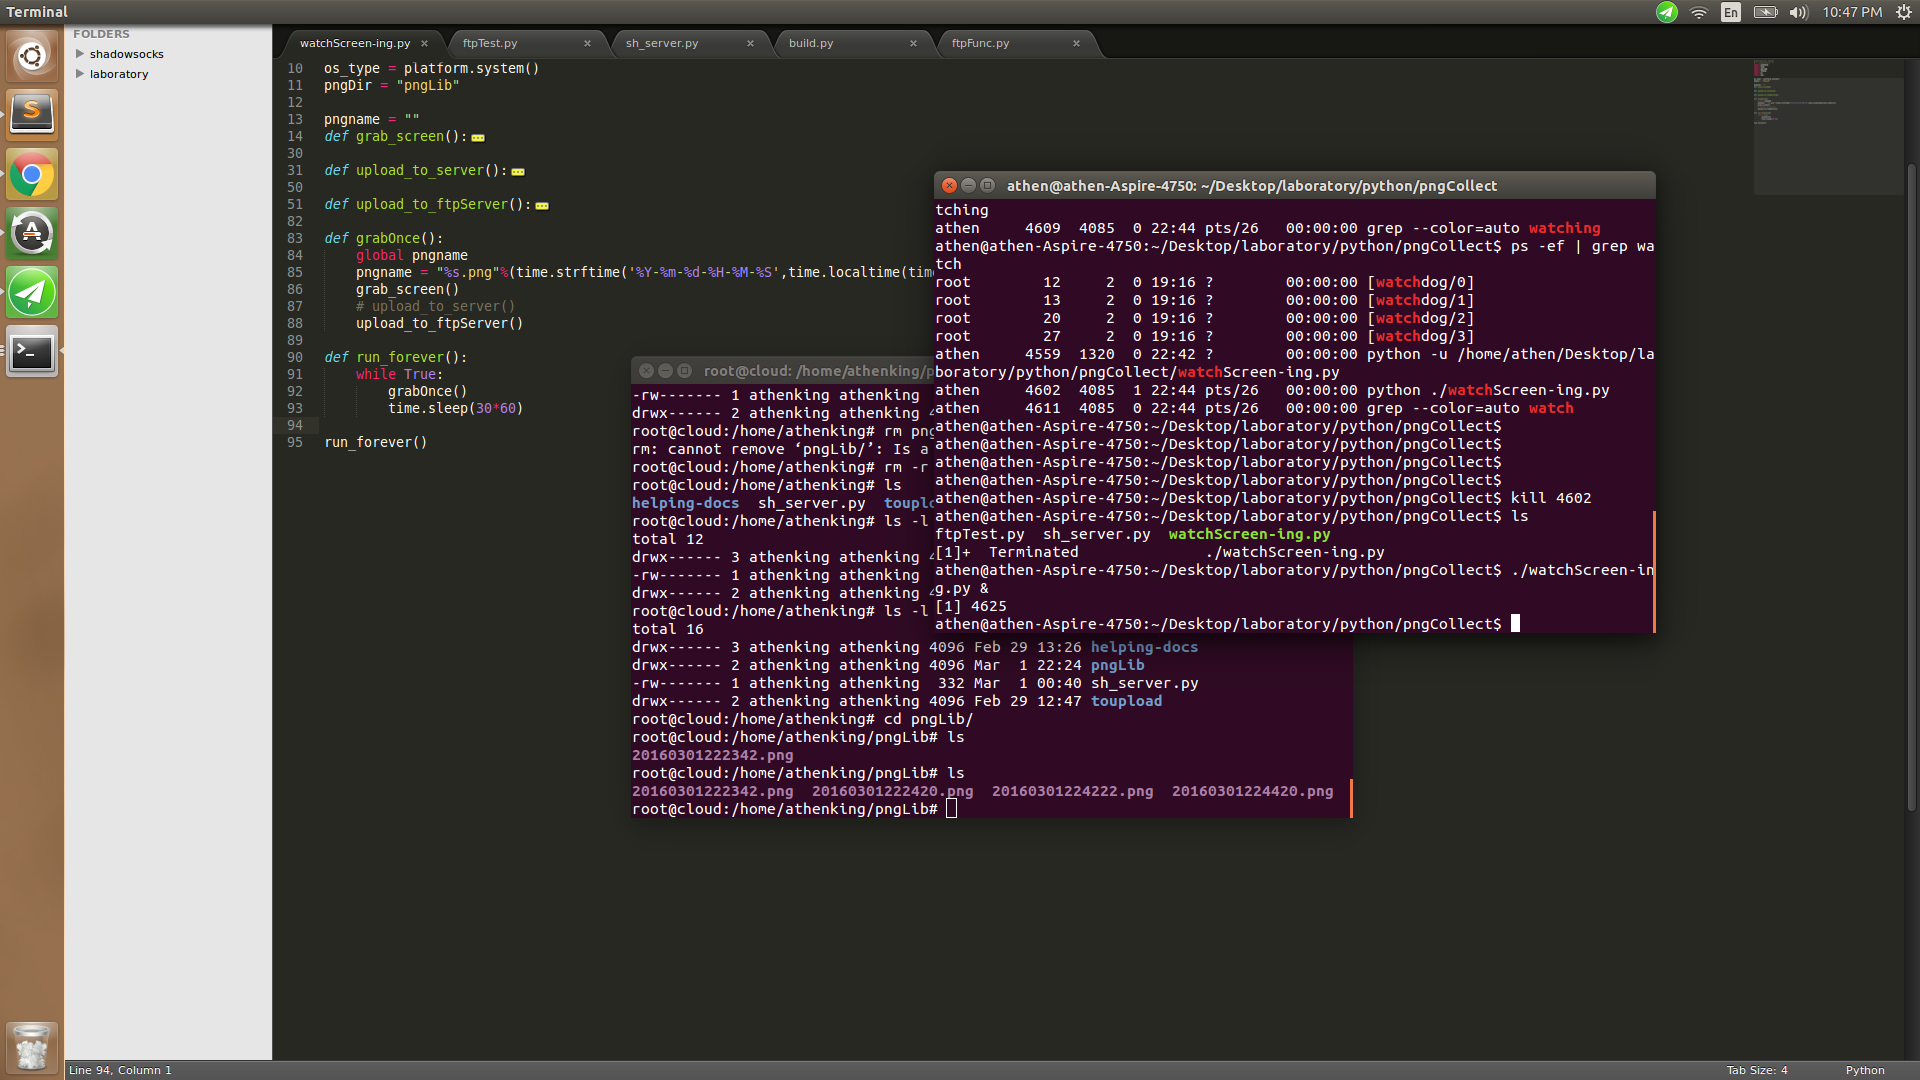 Terminal
En
10:47 PM
FOLDERS
shadowsocks
laboratory
watchScreen-ing.py
ftpTest.py
sh_server.py
build.py
ftpFunc.py
10 os_type = platform.system()
11 pngDir = "pngLib"
12
13 pngname = ""
14 def grab_screen():
30
31 def upload_to_server():
50
51 def upload_to_ftpServer():
82
83 def grabOnce():
84 global pngname
85 pngname = "%s.png"%(time.strftime('%Y-%m-%d-%H-%M-%S',time.localtime(tim
86 grab_screen()
87 # upload_to_server()
88 upload_to_ftpServer()
89
90 def run_forever():
91 while True:
92 grabOnce()
93 time.sleep(30*60)
94
95 run_forever()
athen@athen-Aspire-4750: ~/Desktop/laboratory/python/pngCollect
tching
athen 4609 4085 0 22:44 pts/26 00:00:00 grep --color=auto watching
athen@athen-Aspire-4750:~/Desktop/laboratory/python/pngCollect$ ps -ef | grep wa
tch
root 12 2 0 19:16 ? 00:00:00 [watchdog/0]
root 13 2 0 19:16 ? 00:00:00 [watchdog/1]
root 20 2 0 19:16 ? 00:00:00 [watchdog/2]
root 27 2 0 19:16 ? 00:00:00 [watchdog/3]
athen 4559 1320 0 22:42 ? 00:00:00 python -u /home/athen/Desktop/la
boratory/python/pngCollect/watchScreen-ing.py
athen 4602 4085 1 22:44 pts/26 00:00:00 python ./watchScreen-ing.py
athen 4611 4085 0 22:44 pts/26 00:00:00 grep --color=auto watch
athen@athen-Aspire-4750:~/Desktop/laboratory/python/pngCollect$
athen@athen-Aspire-4750:~/Desktop/laboratory/python/pngCollect$
athen@athen-Aspire-4750:~/Desktop/laboratory/python/pngCollect$
athen@athen-Aspire-4750:~/Desktop/laboratory/python/pngCollect$
athen@athen-Aspire-4750:~/Desktop/laboratory/python/pngCollect$ kill 4602
athen@athen-Aspire-4750:~/Desktop/laboratory/python/pngCollect$ ls
ftpTest.py sh_server.py watchScreen-ing.py
[1]+ Terminated ./watchScreen-ing.py
athen@athen-Aspire-4750:~/Desktop/laboratory/python/pngCollect$ ./watchScreen-in
g.py &
[1] 4625
athen@athen-Aspire-4750:~/Desktop/laboratory/python/pngCollect$
root@cloud: /home/athenking/p
-rw------- 1 athenking athenking
drwx------ 2 athenking athenking 4
root@cloud:/home/athenking# rm png
rm: cannot remove ‘pngLib/’: Is a
root@cloud:/home/athenking# rm -r
root@cloud:/home/athenking# ls
helping-docs sh_server.py touplo
root@cloud:/home/athenking# ls -l
total 12
drwx------ 3 athenking athenking 4
-rw------- 1 athenking athenking
drwx------ 2 athenking athenking 4
root@cloud:/home/athenking# ls -l
total 16
drwx------ 3 athenking athenking 4096 Feb 29 13:26 helping-docs
drwx------ 2 athenking athenking 4096 Mar 1 22:24 pngLib
-rw------- 1 athenking athenking 332 Mar 1 00:40 sh_server.py
drwx------ 2 athenking athenking 4096 Feb 29 12:47 toupload
root@cloud:/home/athenking# cd pngLib/
root@cloud:/home/athenking/pngLib# ls
20160301222342.png
root@cloud:/home/athenking/pngLib# ls
20160301222342.png 20160301222420.png 20160301224222.png 20160301224420.png
root@cloud:/home/athenking/pngLib#
Line 94, Column 1
Tab Size: 4
Python